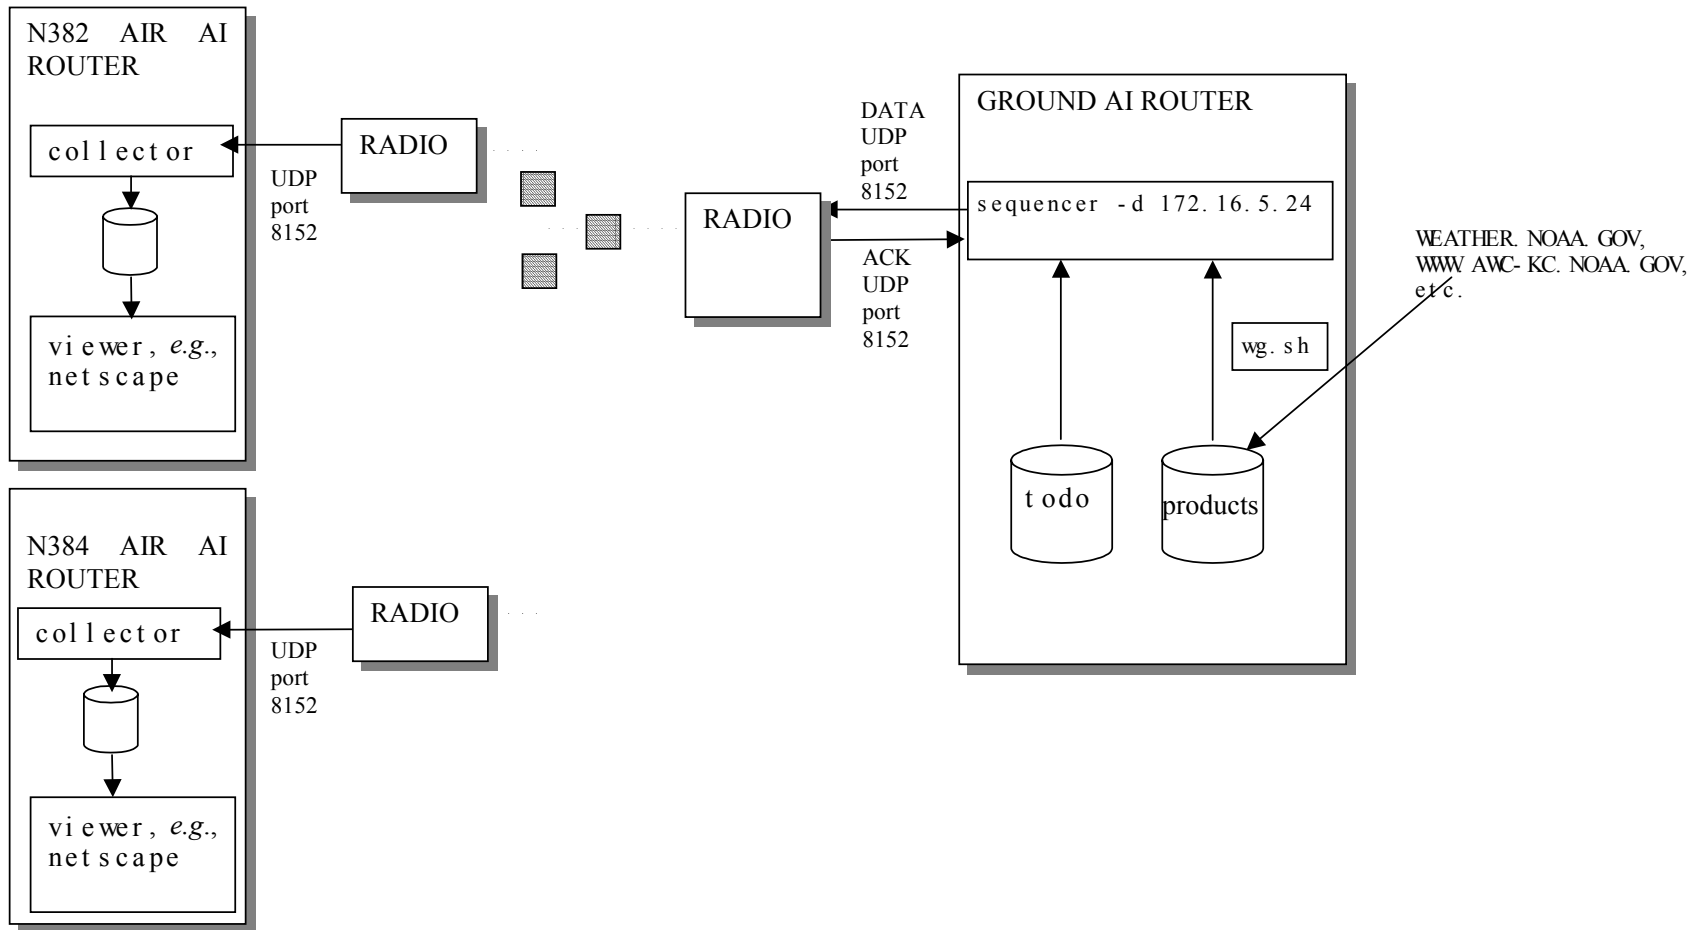 N382 AIR AI
ROUTER
collector
viewer, e.g.,
netscape
UDP
port
8152
RADIO
N384 AIR AI
ROUTER
collector
viewer, e.g.,
netscape
UDP
port
8152
RADIO
RADIO
DATA
UDP
port
8152
ACK
UDP
port
8152
GROUND AI ROUTER
sequencer -d 172.16.5.24
wg.sh
todo
products
WEATHER.NOAA.GOV,
WWW.AWC-KC.NOAA.GOV,
etc.